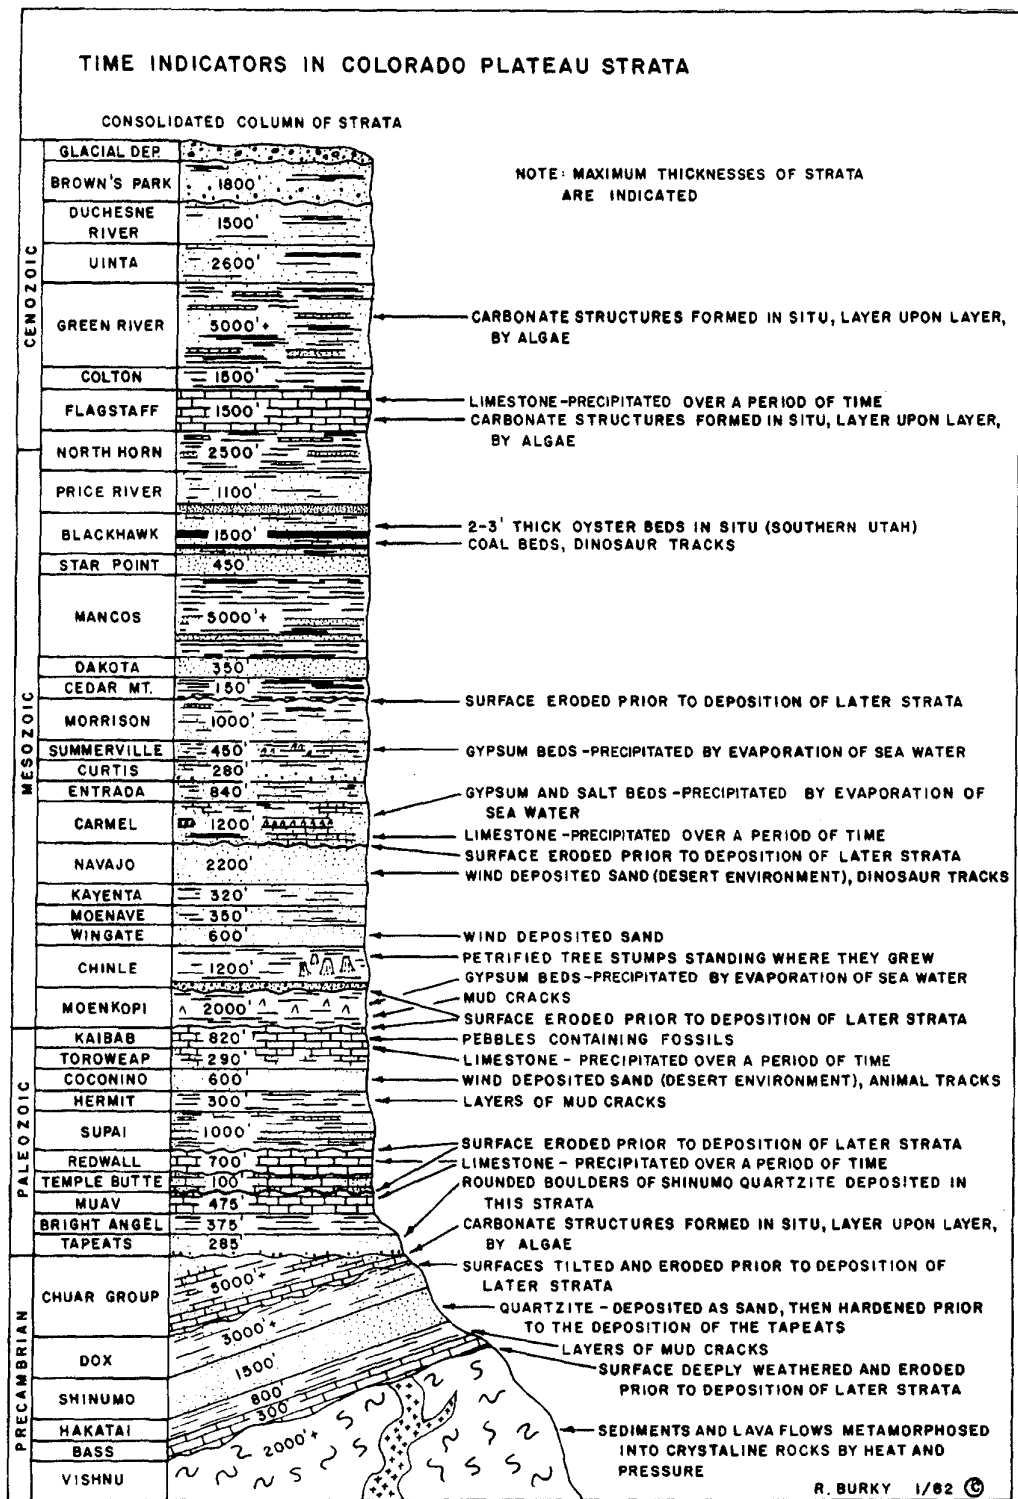 TIME INDICATORS IN COLORADO PLATEAU STRATA
CONSOLIDATED COLUMN OF STRATA
NOTE: MAXIMUM THICKNESSES OF STRATA
ARE INDICATED
CENOZOIC
GLACIAL DEP.
BROWN'S PARK 1800'
DUCHESNE
RIVER 1500'
UINTA 2600'
GREEN RIVER 5000'+
CARBONATE STRUCTURES FORMED IN SITU, LAYER UPON LAYER,
BY ALGAE
COLTON 1500'
FLAGSTAFF 1500'
LIMESTONE-PRECIPITATED OVER A PERIOD OF TIME
CARBONATE STRUCTURES FORMED IN SITU, LAYER UPON LAYER,
BY ALGAE
MESOZOIC
NORTH HORN 2500'
PRICE RIVER 1100'
BLACKHAWK 1500'
2-3' THICK OYSTER BEDS IN SITU (SOUTHERN UTAH)
COAL BEDS, DINOSAUR TRACKS
STAR POINT 450'
MANCOS 5000'+
DAKOTA 350'
CEDAR MT. 150'
SURFACE ERODED PRIOR TO DEPOSITION OF LATER STRATA
MORRISON 1000'
SUMMERVILLE 450'
GYPSUM BEDS-PRECIPITATED BY EVAPORATION OF SEA WATER
CURTIS 280'
ENTRADA 840'
GYPSUM AND SALT BEDS-PRECIPITATED BY EVAPORATION OF
SEA WATER
CARMEL 1200'
LIMESTONE-PRECIPITATED OVER A PERIOD OF TIME
SURFACE ERODED PRIOR TO DEPOSITION OF LATER STRATA
NAVAJO 2200'
WIND DEPOSITED SAND (DESERT ENVIRONMENT), DINOSAUR TRACKS
KAYENTA 320'
MOENAVE 350'
WINGATE 600'
WIND DEPOSITED SAND
PETRIFIED TREE STUMPS STANDING WHERE THEY GREW
CHINLE 1200'
GYPSUM BEDS-PRECIPITATED BY EVAPORATION OF SEA WATER
MUD CRACKS
MOENKOPI 2000'
SURFACE ERODED PRIOR TO DEPOSITION OF LATER STRATA
PALEOZOIC
KAIBAB 820'
PEBBLES CONTAINING FOSSILS
TOROWEAP 290'
LIMESTONE-PRECIPITATED OVER A PERIOD OF TIME
COCONINO 600'
WIND DEPOSITED SAND (DESERT ENVIRONMENT), ANIMAL TRACKS
HERMIT 300'
LAYERS OF MUD CRACKS
SUPAI 1000'
SURFACE ERODED PRIOR TO DEPOSITION OF LATER STRATA
REDWALL 700'
LIMESTONE-PRECIPITATED OVER A PERIOD OF TIME
TEMPLE BUTTE 100'
ROUNDED BOULDERS OF SHINUMO QUARTZITE DEPOSITED IN
THIS STRATA
MUAV 475'
BRIGHT ANGEL 375'
CARBONATE STRUCTURES FORMED IN SITU, LAYER UPON LAYER,
BY ALGAE
TAPEATS 285'
PRECAMBRIAN
SURFACES TILTED AND ERODED PRIOR TO DEPOSITION OF
LATER STRATA
CHUAR GROUP 5000'+
QUARTZITE-DEPOSITED AS SAND, THEN HARDENED PRIOR
TO THE DEPOSITION OF THE TAPEATS
DOX 3000'+
LAYERS OF MUD CRACKS
SURFACE DEEPLY WEATHERED AND ERODED
PRIOR TO DEPOSITION OF LATER STRATA
SHINUMO 1500'
HAKATAI 800'
BASS 300'
SEDIMENTS AND LAVA FLOWS METAMORPHOSED
INTO CRYSTALINE ROCKS BY HEAT AND
PRESSURE
VISHNU 2000'+
R. BURKY 1/82 ©